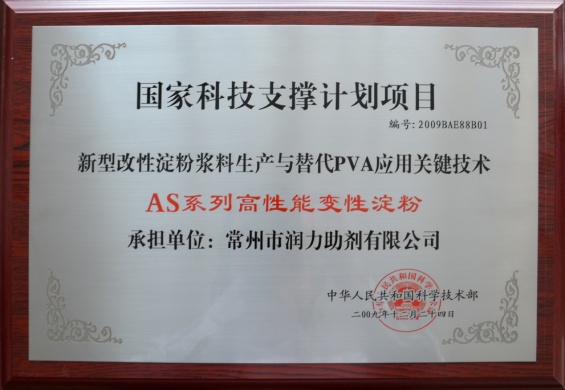 国家科技支撑计划项目
编号:2009BAE88B01
新型改性淀粉浆料生产与替代PVA应用关键技术
AS系列高性能变性淀粉
承担单位：常州市润力助剂有限公司
中华人民共和国科学技术部
二00九年十二月二十四日